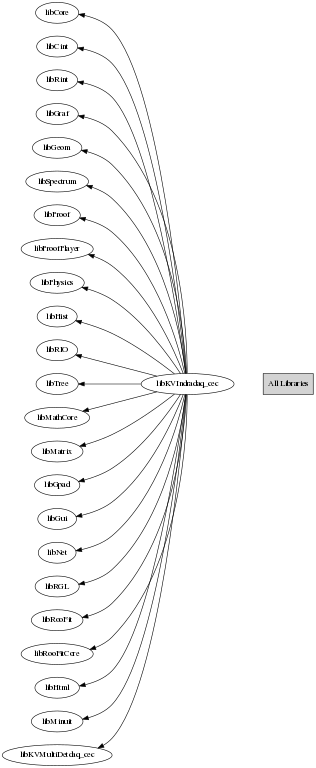 libCore
libCint
libRint
libGraf
libGeom
libSpectrum
libProof
libProofPlayer
libPhysics
libHist
libRIO
libTree
libKVIndradaq_cec
All Libraries
libMathCore
libMatrix
libGpad
libGui
libNet
libRGL
libRooFit
libRooFitCore
libHtml
libMinuit
libKVMultiDetdaq_cec